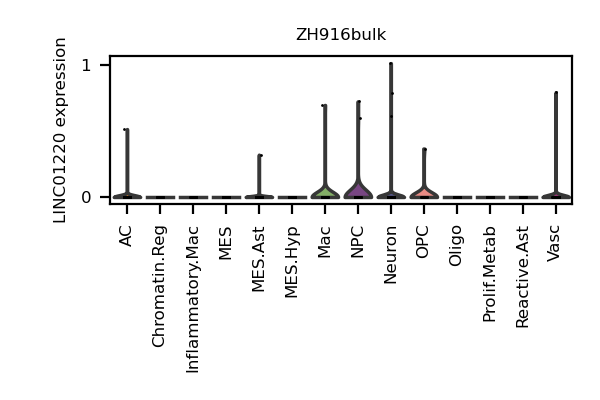 ZH916bulk
LINC01220 expression
1
0
AC
Chromatin.Reg
Inflammatory.Mac
MES
MES.Ast
MES.Hyp
Mac
NPC
Neuron
OPC
Oligo
Prolif.Metab
Reactive.Ast
Vasc